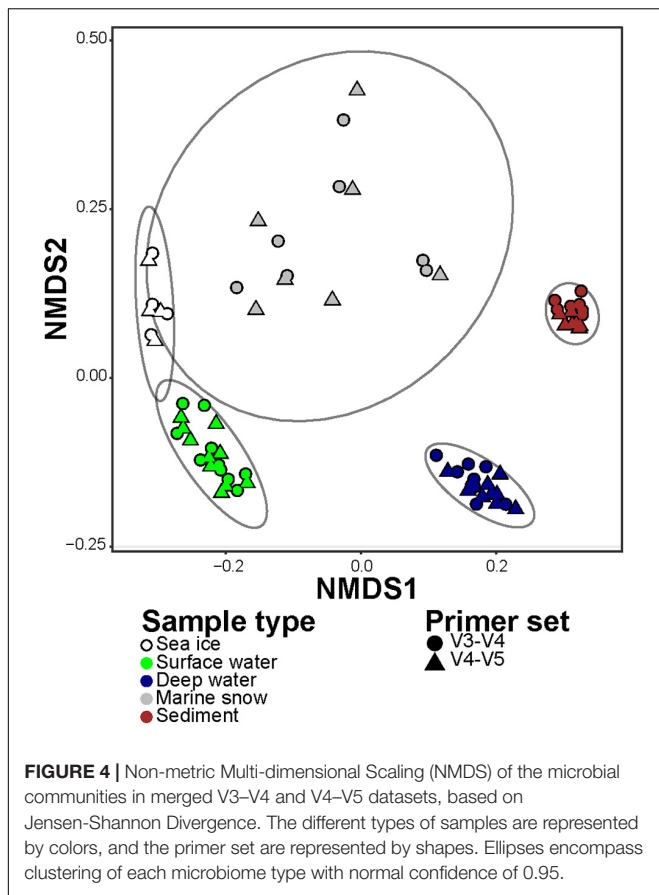 0.50
0.25
0.00
−0.25
NMDS2
−0.2
0.0
0.2
NMDS1
Sample type
Sea ice
Surface water
Deep water
Marine snow
Sediment
Primer set
V3-V4
V4-V5
FIGURE 4 | Non-metric Multi-dimensional Scaling (NMDS) of the microbial
communities in merged V3–V4 and V4–V5 datasets, based on
Jensen-Shannon Divergence. The different types of samples are represented
by colors, and the primer set are represented by shapes. Ellipses encompass
clustering of each microbiome type with normal confidence of 0.95.